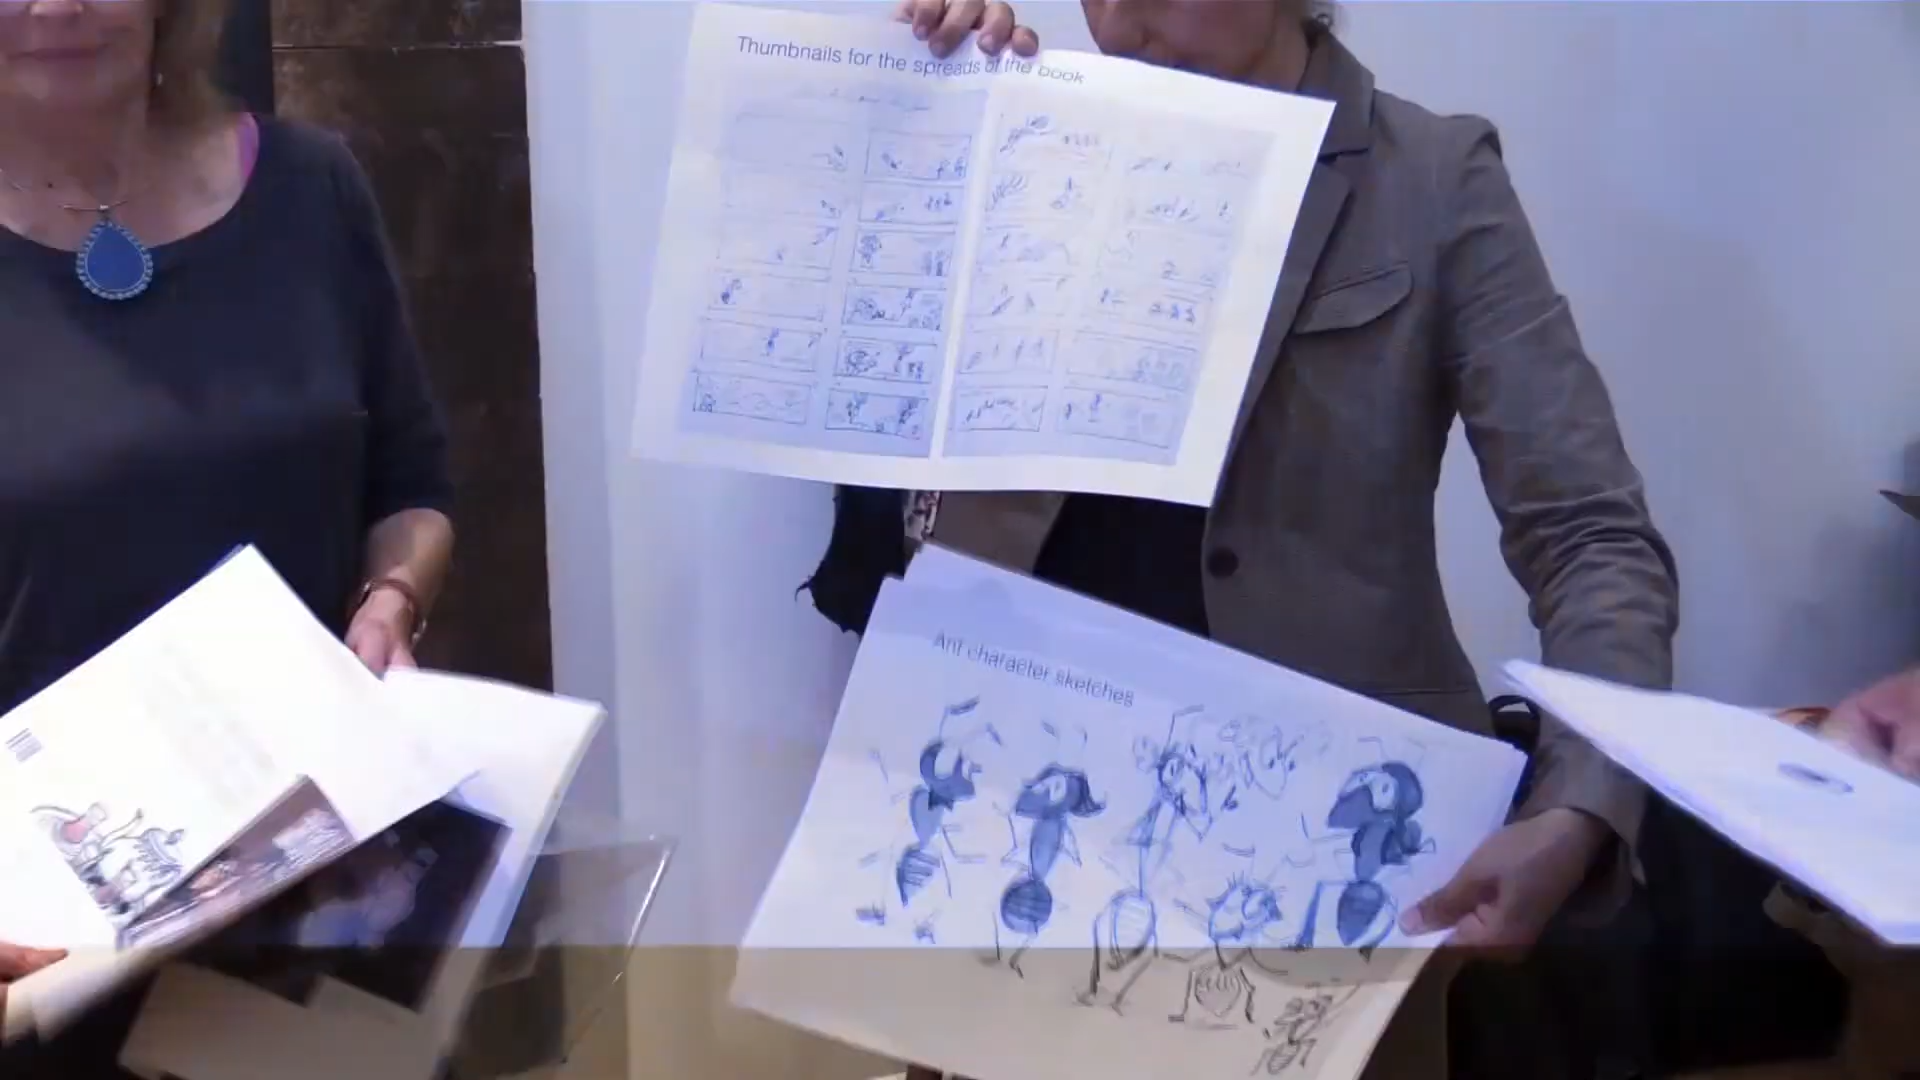 Thumbnails for the spreads of the book
Ant character sketches